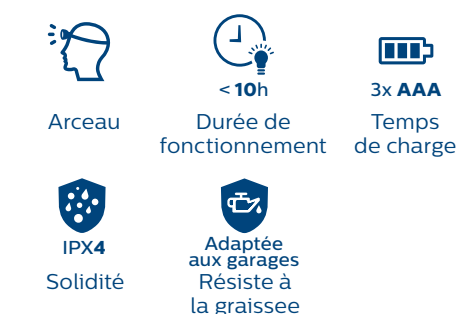 < 10h
3x AAA
Arceau
Durée de
fonctionnement
Temps
de charge
IPX4
Adaptée
aux garages
Solidité
Résiste à
la graissee